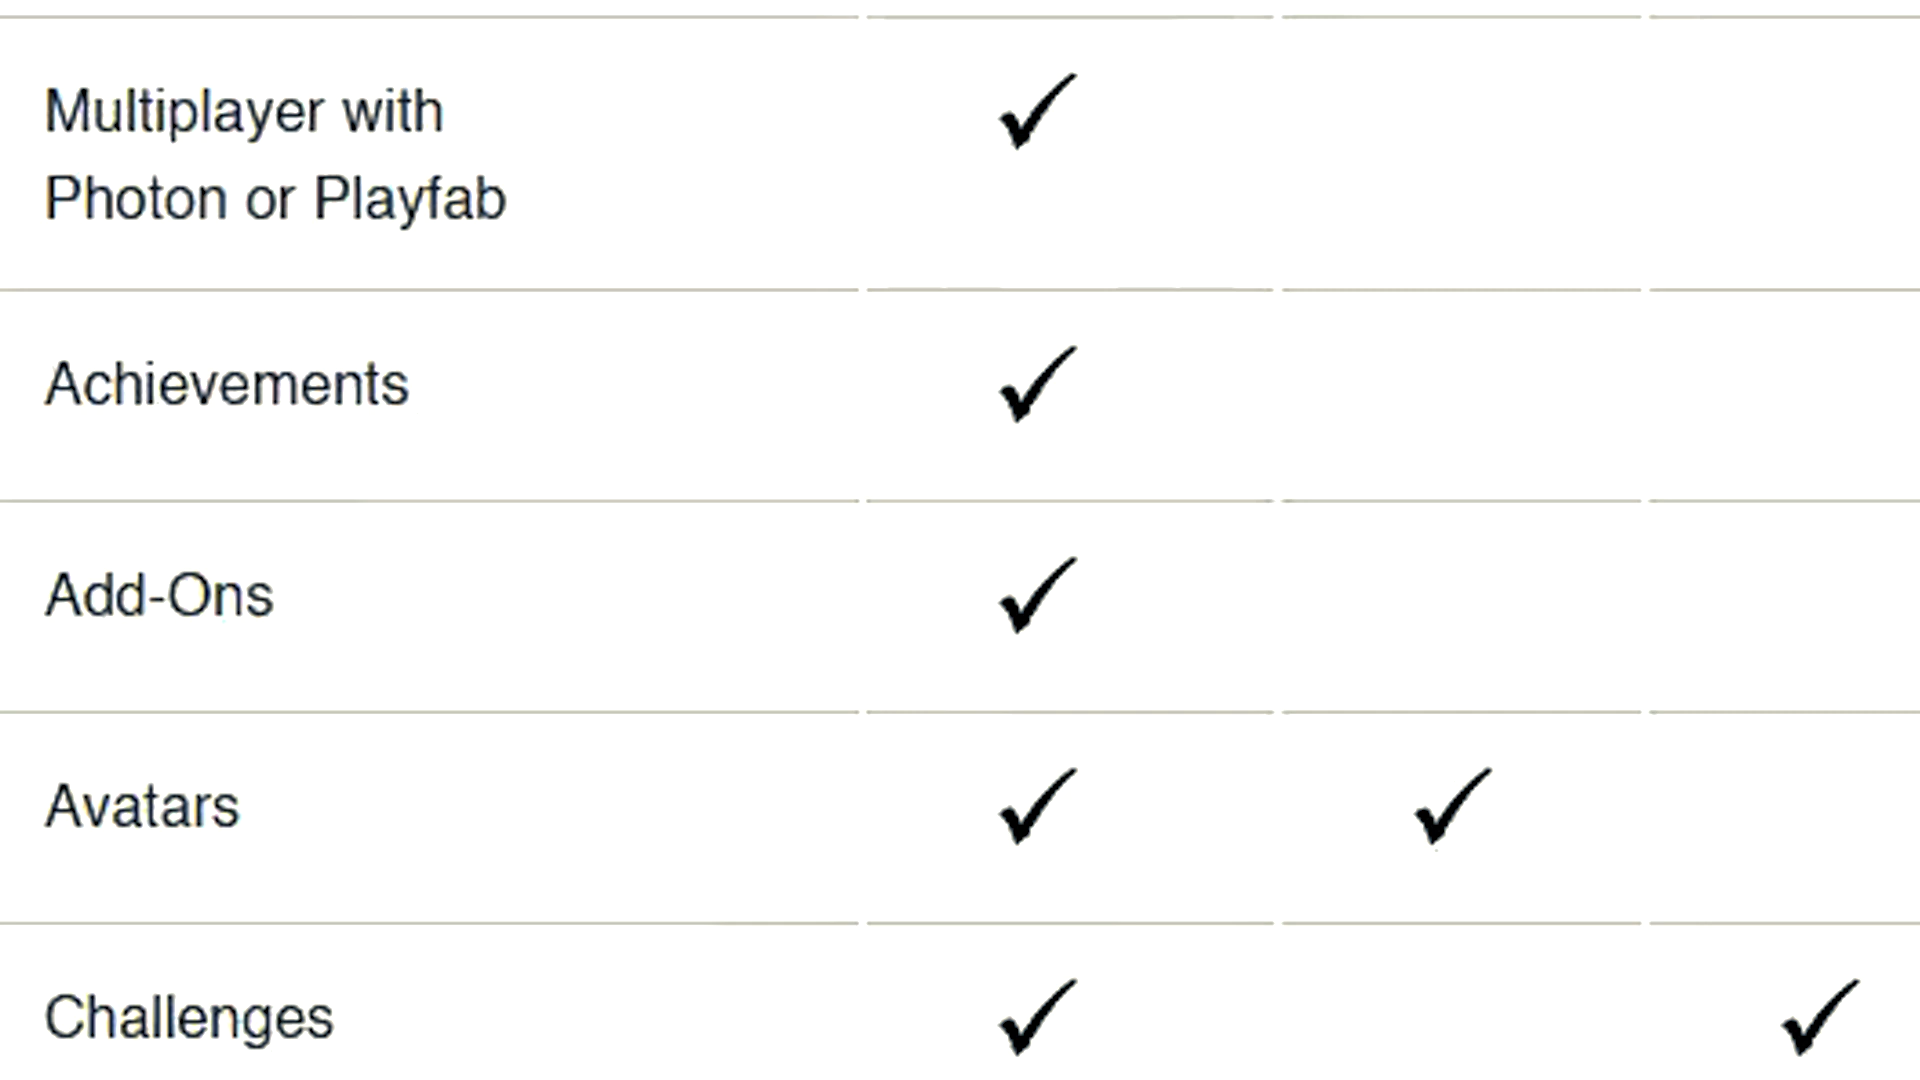 Multiplayer with
Photon or Playfab
Achievements
Add-Ons
Avatars
Challenges